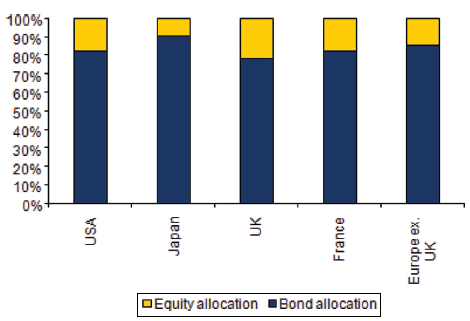 100%
90%
80%
70%
60%
50%
40%
30%
20%
10%
0%
USA
Japan
UK
France
Europe ex.
UK
Equity allocation
Bond allocation